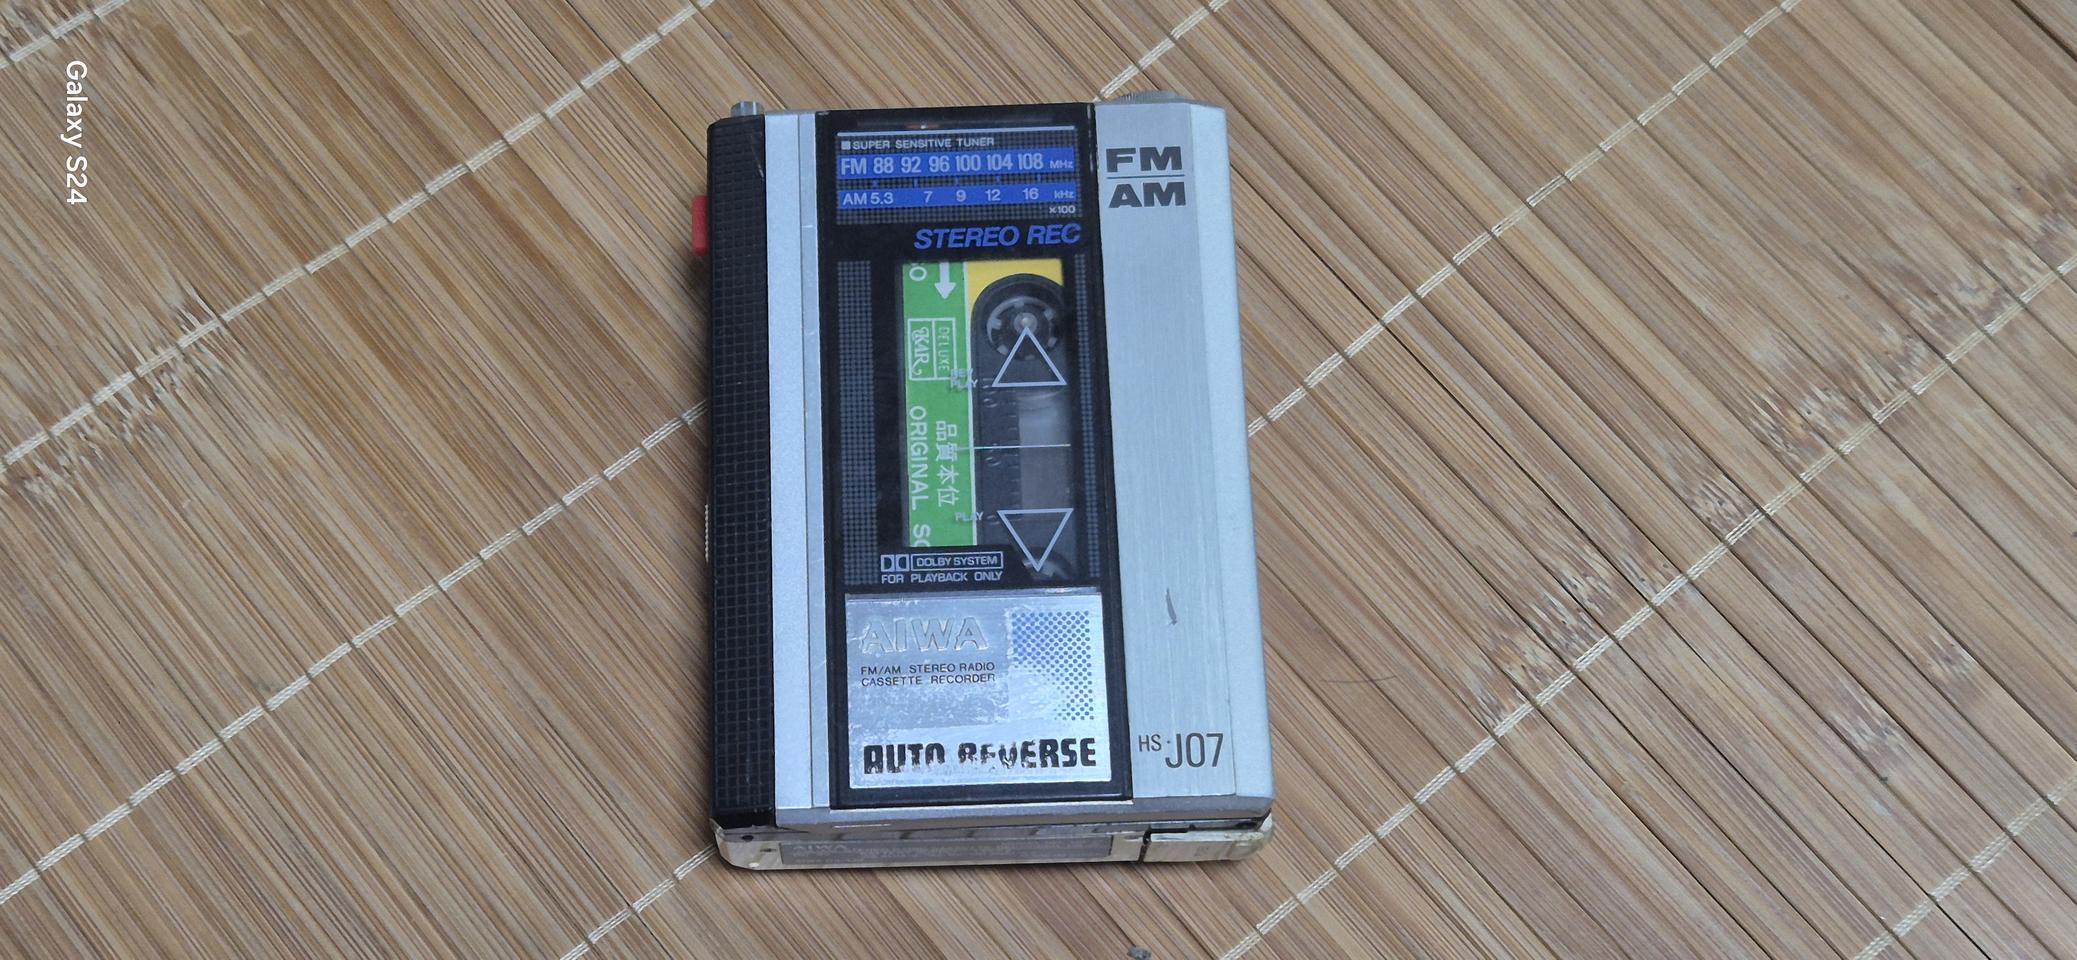 Galaxy S24
SUPER SENSITIVE TUNER
FM 88 92 96 100 104 108 MHz
AM 5.3 7 9 12 16 kHz
×100
FM
AM
STEREO REC
DELUXE
ORIGINAL
品質本位
PLAY
PLAY
DOLBY SYSTEM
FOR PLAYBACK ONLY
AIWA
FM/AM STEREO RADIO
CASSETTE RECORDER
AUTO REVERSE
HS-J07